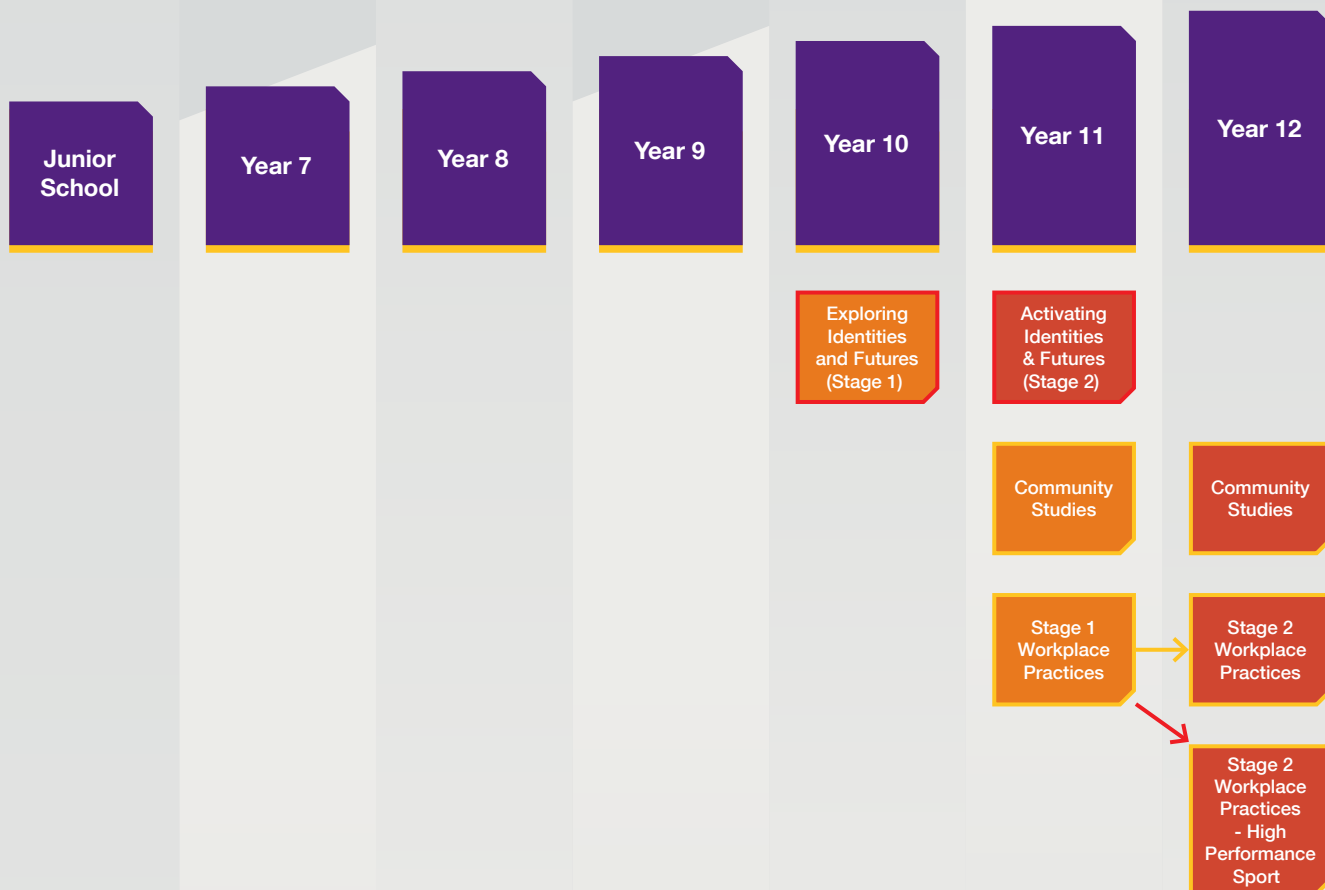 Junior
School
Year 7
Year 8
Year 9
Year 10
Year 11
Year 12
Exploring
Identities
and Futures
(Stage 1)
Activating
Identities
& Futures
(Stage 2)
Community
Studies
Community
Studies
Stage 1
Workplace
Practices
Stage 2
Workplace
Practices
Stage 2
Workplace
Practices
- High
Performance
Sport